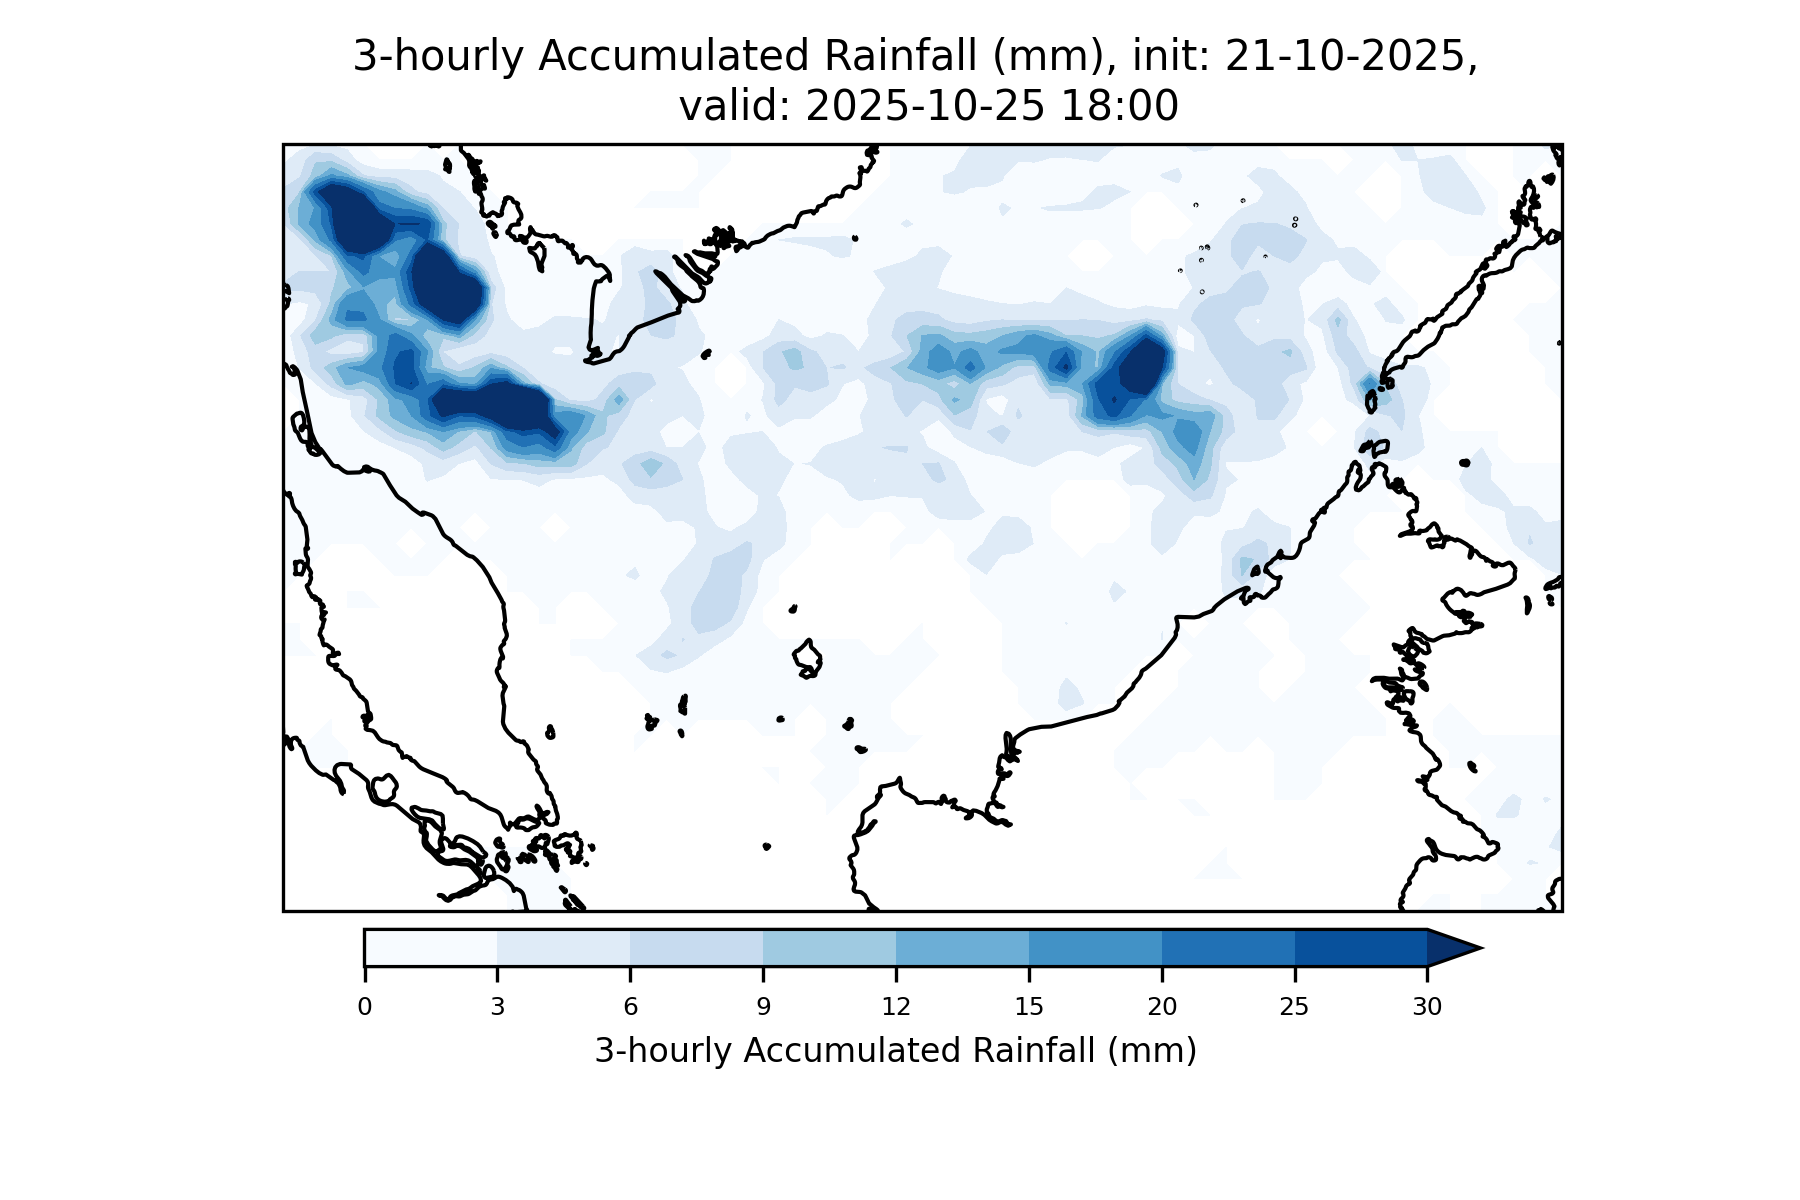 3-hourly Accumulated Rainfall (mm), init: 21-10-2025,
valid: 2025-10-25 18:00
0 3 6 9 12 15 20 25 30
3-hourly Accumulated Rainfall (mm)